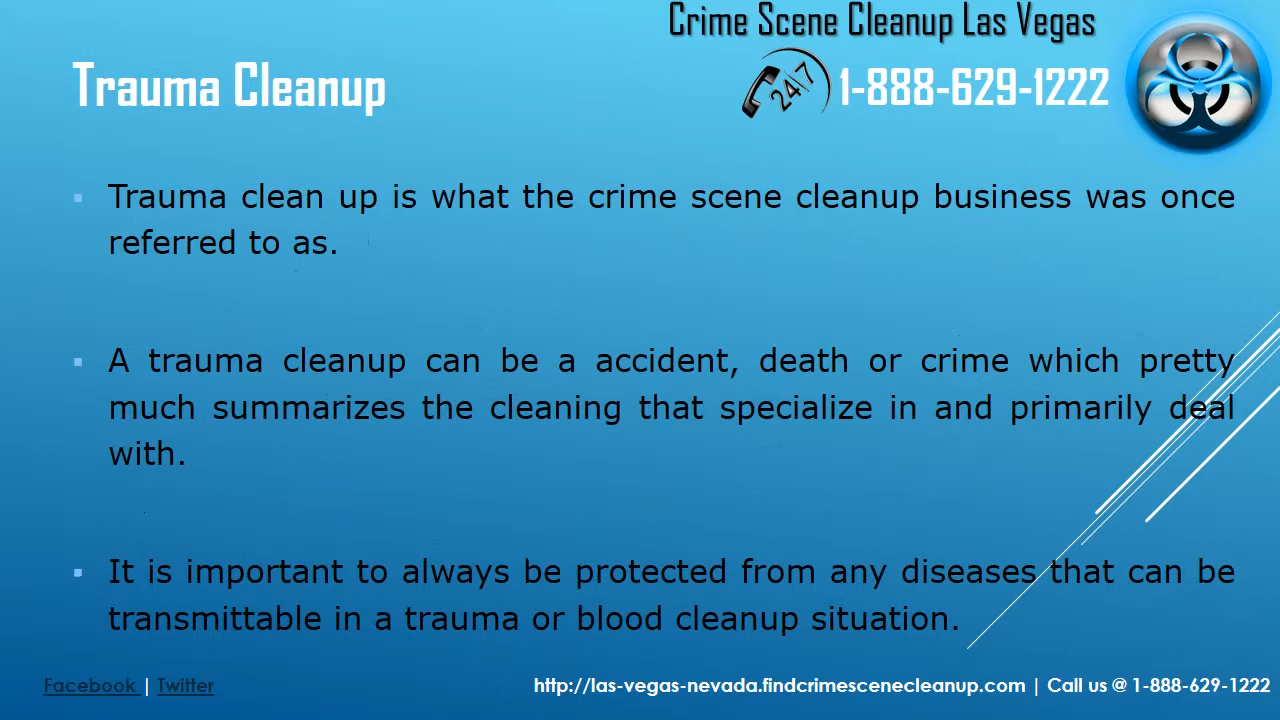 Crime Scene Cleanup Las Vegas
Trauma Cleanup
24/7
1-888-629-1222
Trauma clean up is what the crime scene cleanup business was once
referred to as.
A trauma cleanup can be a accident, death or crime which pretty
much summarizes the cleaning that specialize in and primarily deal
with.
It is important to always be protected from any diseases that can be
transmittable in a trauma or blood cleanup situation.
Facebook | Twitter
http://las-vegas-nevada.findcrimescenecleanup.com | Call us @ 1-888-629-1222